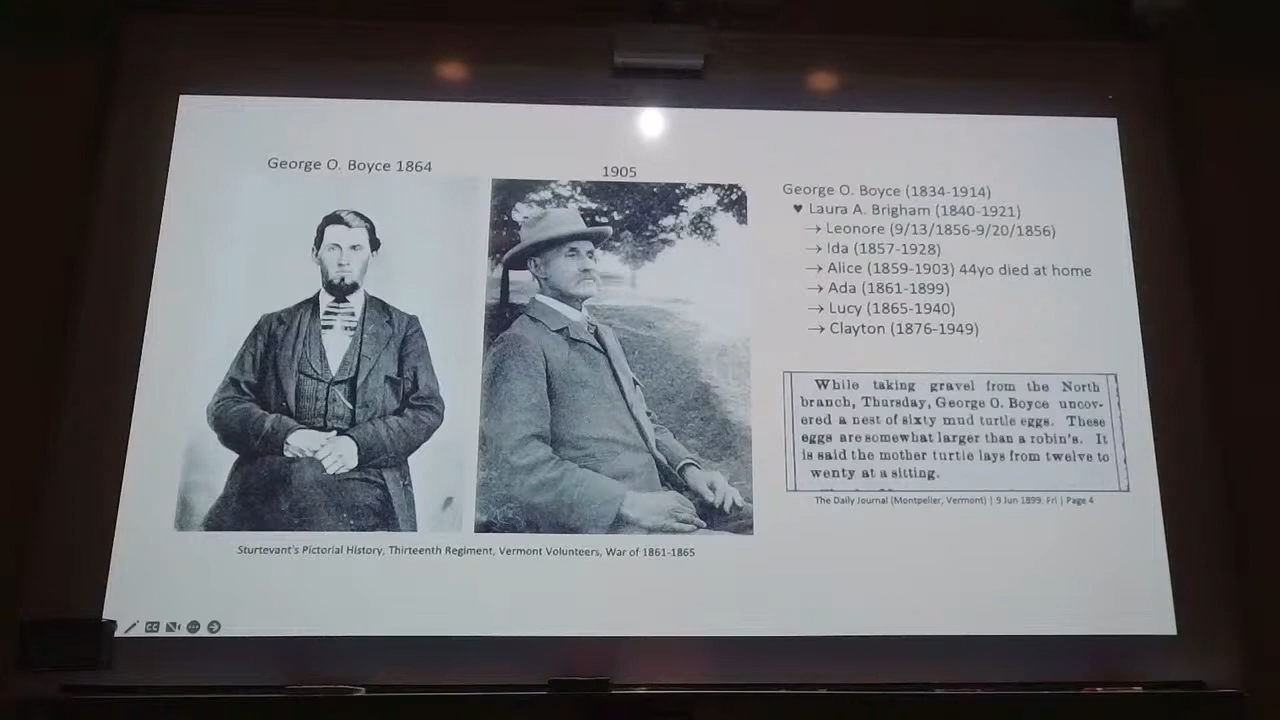 George O. Boyce 1864
1905
Sturtevant's Pictorial History, Thirteenth Regiment, Vermont Volunteers, War of 1861-1865
George O. Boyce (1834-1914)
♥ Laura A. Brigham (1840-1921)
→ Leonore (9/13/1856-9/20/1856)
→ Ida (1857-1928)
→ Alice (1859-1903) 44yo died at home
→ Ada (1861-1899)
→ Lucy (1865-1940)
→ Clayton (1876-1949)
While taking gravel from the North
branch, Thursday, George O. Boyce uncov-
ered a nest of sixty mud turtle eggs. These
eggs are somewhat larger than a robin's. It
is said the mother turtle lays from twelve to
wenty at a sitting.
The Daily Journal (Montpelier, Vermont) | 9 Jun 1899, Fri | Page 4
CC